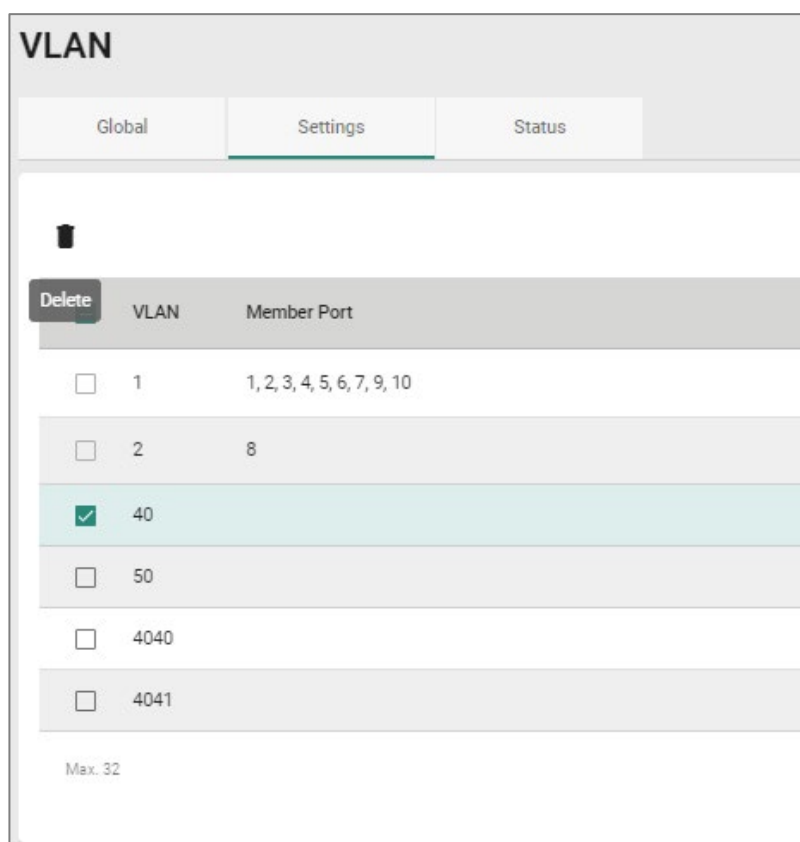 VLAN
Global Settings Status
Delete VLAN Member Port
1 1, 2, 3, 4, 5, 6, 7, 9, 10
2 8
40
50
4040
4041
Max. 32